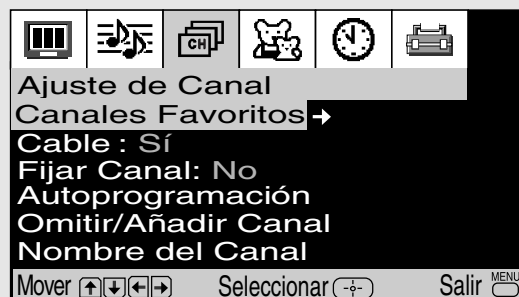 CH
Ajuste de Canal
Canales Favoritos
Cable : Sí
Fijar Canal: No
Autoprogramación
Omitir/Añadir Canal
Nombre del Canal
Mover Seleccionar Salir MENU